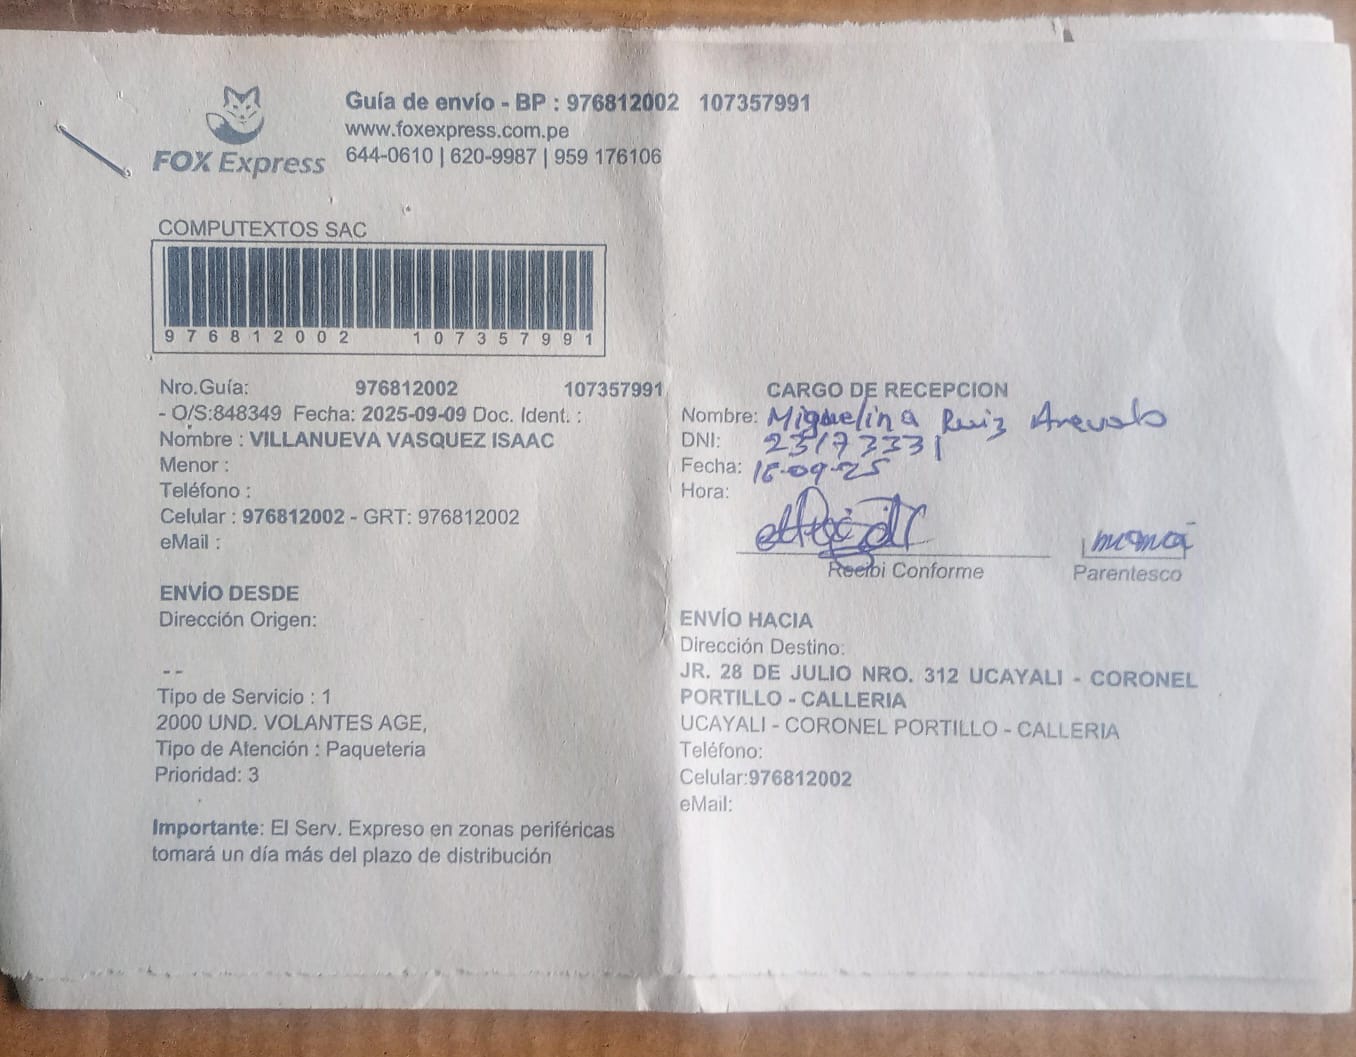 FOX Express
Guía de envío - BP : 976812002 107357991
www.foxexpress.com.pe
644-0610 | 620-9987 | 959 176106
COMPUTEXTOS SAC
976812002 107357991
Nro.Guía: 976812002 107357991
- O/S:848349 Fecha: 2025-09-09 Doc. Ident. :
Nombre : VILLANUEVA VASQUEZ ISAAC
Menor :
Teléfono :
Celular : 976812002 - GRT: 976812002
eMail :
ENVÍO DESDE
Dirección Origen:
--
Tipo de Servicio : 1
2000 UND. VOLANTES AGE,
Tipo de Atención : Paqueteria
Prioridad: 3
Importante: El Serv. Expreso en zonas periféricas
tomará un día más del plazo de distribución
CARGO DE RECEPCION
Nombre: Miguelina Ruiz Arevalo
DNI: 23173331
Fecha: 16-09-25
Hora:
mamá
Recibi Conforme Parentesco
ENVÍO HACIA
Dirección Destino:
JR. 28 DE JULIO NRO. 312 UCAYALI - CORONEL
PORTILLO - CALLERIA
UCAYALI - CORONEL PORTILLO - CALLERIA
Teléfono:
Celular:976812002
eMail: